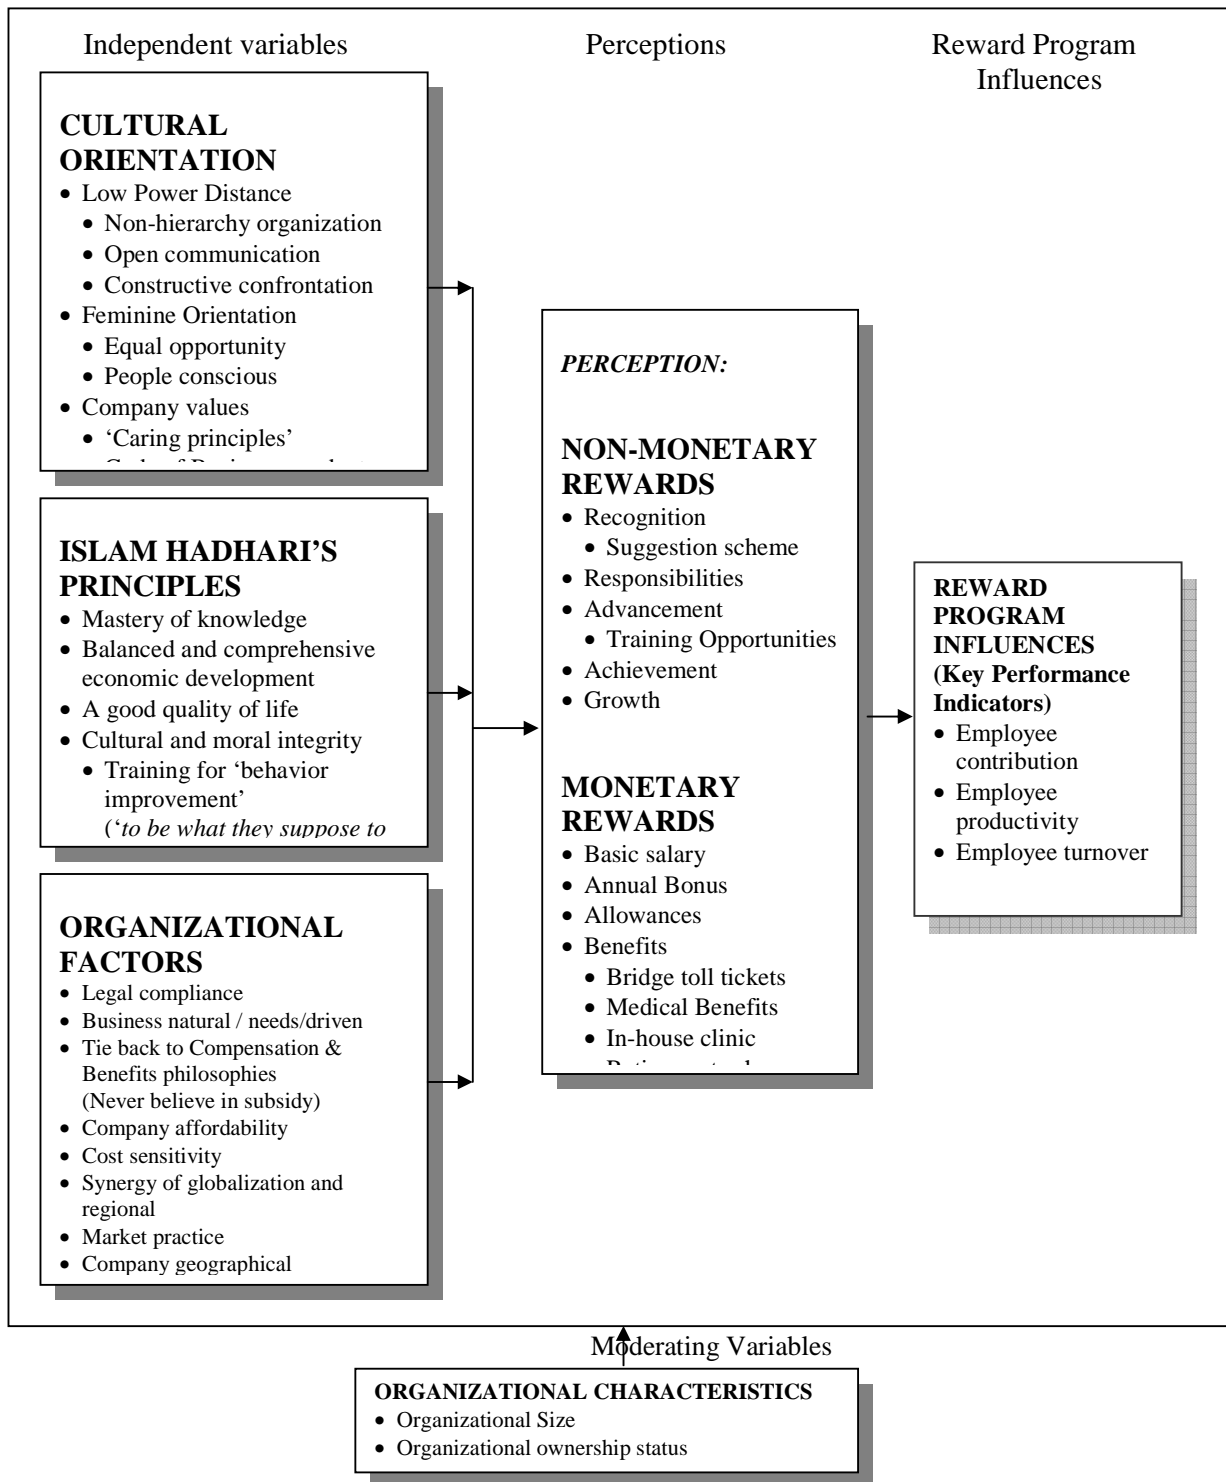 Independent variables
Perceptions
Reward Program
Influences
CULTURAL
ORIENTATION
• Low Power Distance
• Non-hierarchy organization
• Open communication
• Constructive confrontation
• Feminine Orientation
• Equal opportunity
• People conscious
• Company values
• ‘Caring principles’
ISLAM HADHARI’S
PRINCIPLES
• Mastery of knowledge
• Balanced and comprehensive
economic development
• A good quality of life
• Cultural and moral integrity
• Training for ‘behavior
improvement’
(‘to be what they suppose to
ORGANIZATIONAL
FACTORS
• Legal compliance
• Business natural / needs/driven
• Tie back to Compensation &
Benefits philosophies
(Never believe in subsidy)
• Company affordability
• Cost sensitivity
• Synergy of globalization and
regional
• Market practice
• Company geographical
PERCEPTION:
NON-MONETARY
REWARDS
• Recognition
• Suggestion scheme
• Responsibilities
• Advancement
• Training Opportunities
• Achievement
• Growth
MONETARY
REWARDS
• Basic salary
• Annual Bonus
• Allowances
• Benefits
• Bridge toll tickets
• Medical Benefits
• In-house clinic
REWARD
PROGRAM
INFLUENCES
(Key Performance
Indicators)
• Employee
contribution
• Employee
productivity
• Employee turnover
Moderating Variables
ORGANIZATIONAL CHARACTERISTICS
• Organizational Size
• Organizational ownership status